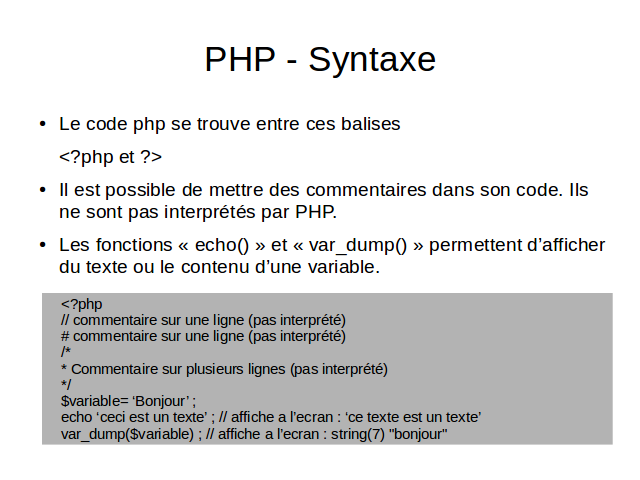 PHP - Syntaxe
• Le code php se trouve entre ces balises
<?php et ?>
• Il est possible de mettre des commentaires dans son code. Ils
ne sont pas interprétés par PHP.
• Les fonctions « echo() » et « var_dump() » permettent d’afficher
du texte ou le contenu d’une variable.
<?php
// commentaire sur une ligne (pas interprété)
# commentaire sur une ligne (pas interprété)
/*
* Commentaire sur plusieurs lignes (pas interprété)
*/
$variable= ‘Bonjour’ ;
echo ‘ceci est un texte’ ; // affiche a l’ecran : ‘ce texte est un texte’
var_dump($variable) ; // affiche a l’ecran : string(7) "bonjour"